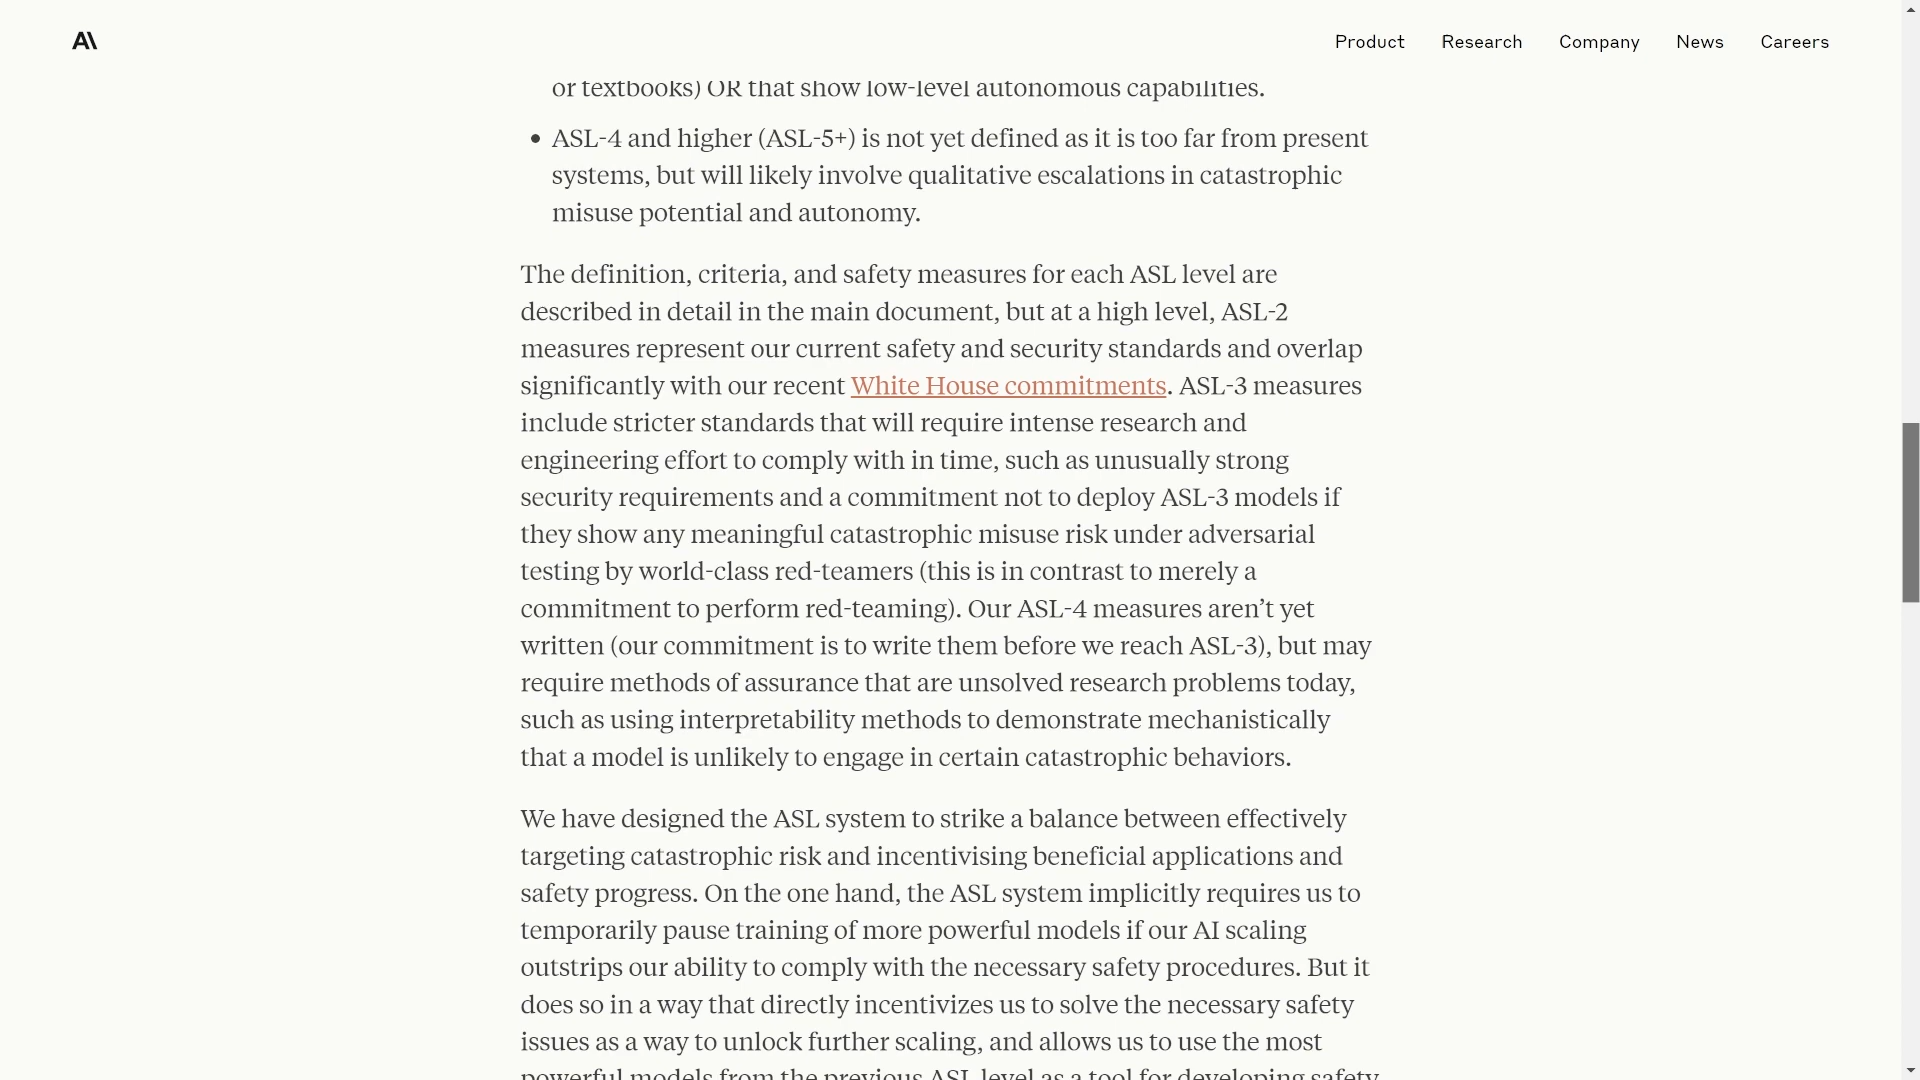 Product Research Company News Careers
or textbooks) OR that show low-level autonomous capabilities.
• ASL-4 and higher (ASL-5+) is not yet defined as it is too far from present
systems, but will likely involve qualitative escalations in catastrophic
misuse potential and autonomy.
The definition, criteria, and safety measures for each ASL level are
described in detail in the main document, but at a high level, ASL-2
measures represent our current safety and security standards and overlap
significantly with our recent White House commitments. ASL-3 measures
include stricter standards that will require intense research and
engineering effort to comply with in time, such as unusually strong
security requirements and a commitment not to deploy ASL-3 models if
they show any meaningful catastrophic misuse risk under adversarial
testing by world-class red-teamers (this is in contrast to merely a
commitment to perform red-teaming). Our ASL-4 measures aren’t yet
written (our commitment is to write them before we reach ASL-3), but may
require methods of assurance that are unsolved research problems today,
such as using interpretability methods to demonstrate mechanistically
that a model is unlikely to engage in certain catastrophic behaviors.
We have designed the ASL system to strike a balance between effectively
targeting catastrophic risk and incentivising beneficial applications and
safety progress. On the one hand, the ASL system implicitly requires us to
temporarily pause training of more powerful models if our AI scaling
outstrips our ability to comply with the necessary safety procedures. But it
does so in a way that directly incentivizes us to solve the necessary safety
issues as a way to unlock further scaling, and allows us to use the most
powerful models from the previous ASL level as a tool for developing safety